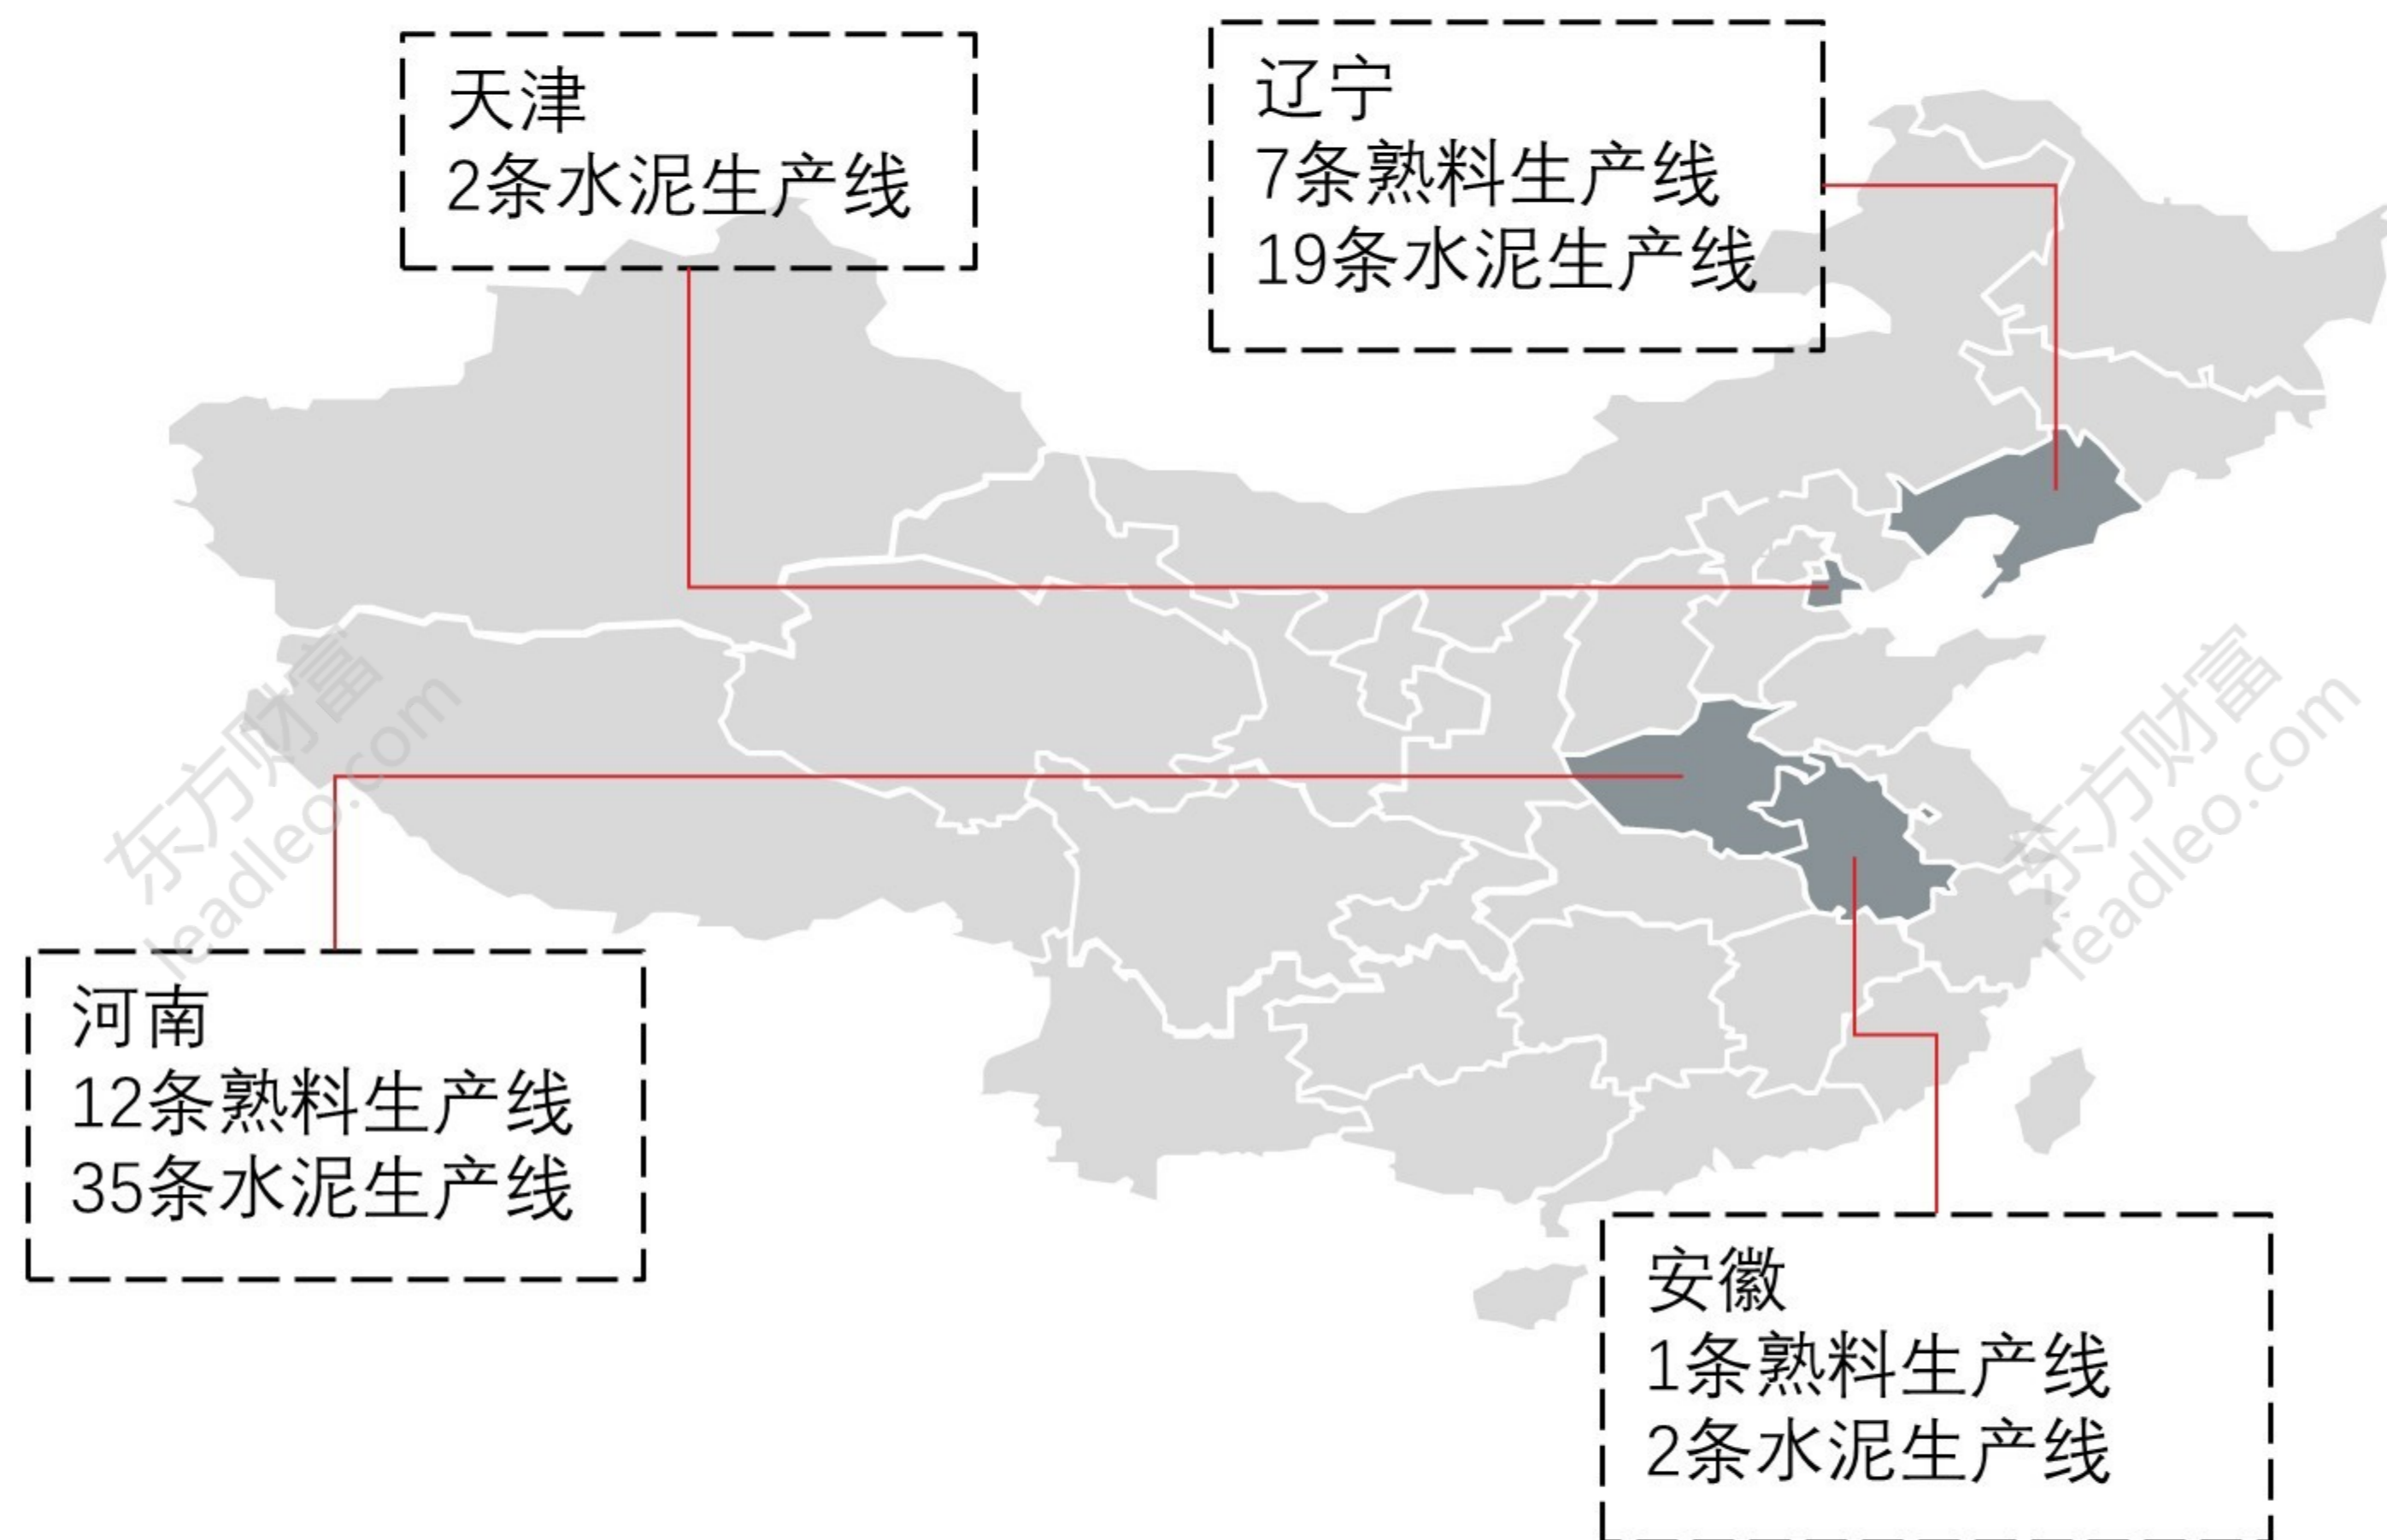 天津
2条水泥生产线
辽宁
7条熟料生产线
19条水泥生产线
东方财富
leadleo.com
东方财富
leadleo.com
河南
12条熟料生产线
35条水泥生产线
安徽
1条熟料生产线
2条水泥生产线